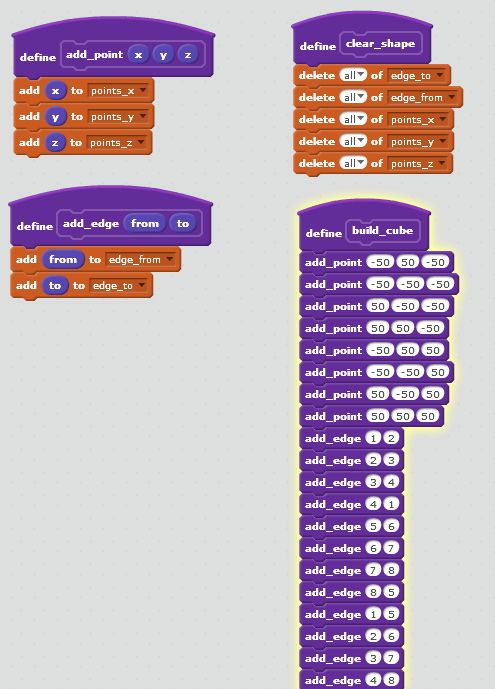 define add_point x y z
add x to points_x
add y to points_y
add z to points_z
define add_edge from to
add from to edge_from
add to to edge_to
define clear_shape
delete all of edge_to
delete all of edge_from
delete all of points_x
delete all of points_y
delete all of points_z
define build_cube
add_point -50 50 -50
add_point -50 -50 -50
add_point 50 -50 -50
add_point 50 50 -50
add_point -50 50 50
add_point -50 -50 50
add_point 50 -50 50
add_point 50 50 50
add_edge 1 2
add_edge 2 3
add_edge 3 4
add_edge 4 1
add_edge 5 6
add_edge 6 7
add_edge 7 8
add_edge 8 5
add_edge 1 5
add_edge 2 6
add_edge 3 7
add_edge 4 8